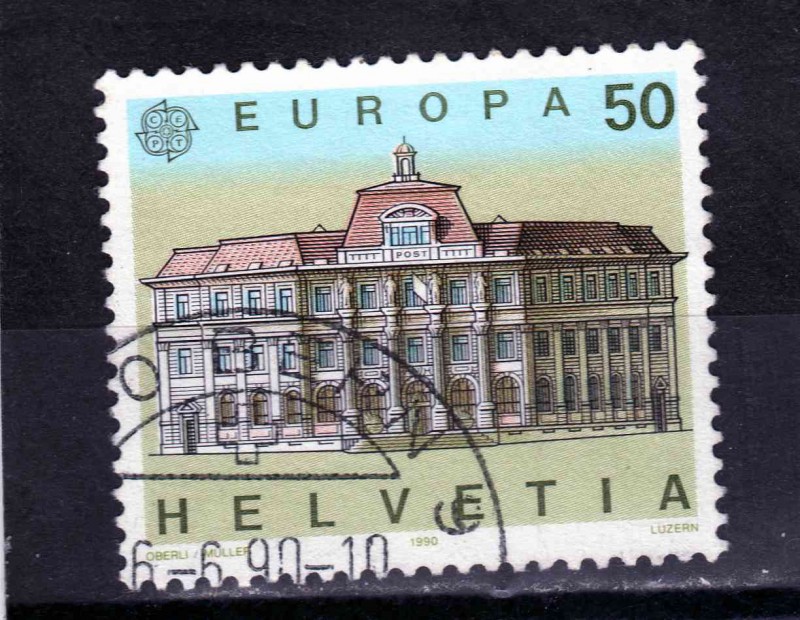 EUROPA 50
CEPT
POST
HELVETIA
OBERLI / MÜLLER 1990 LUZERN
6.-6.90-10